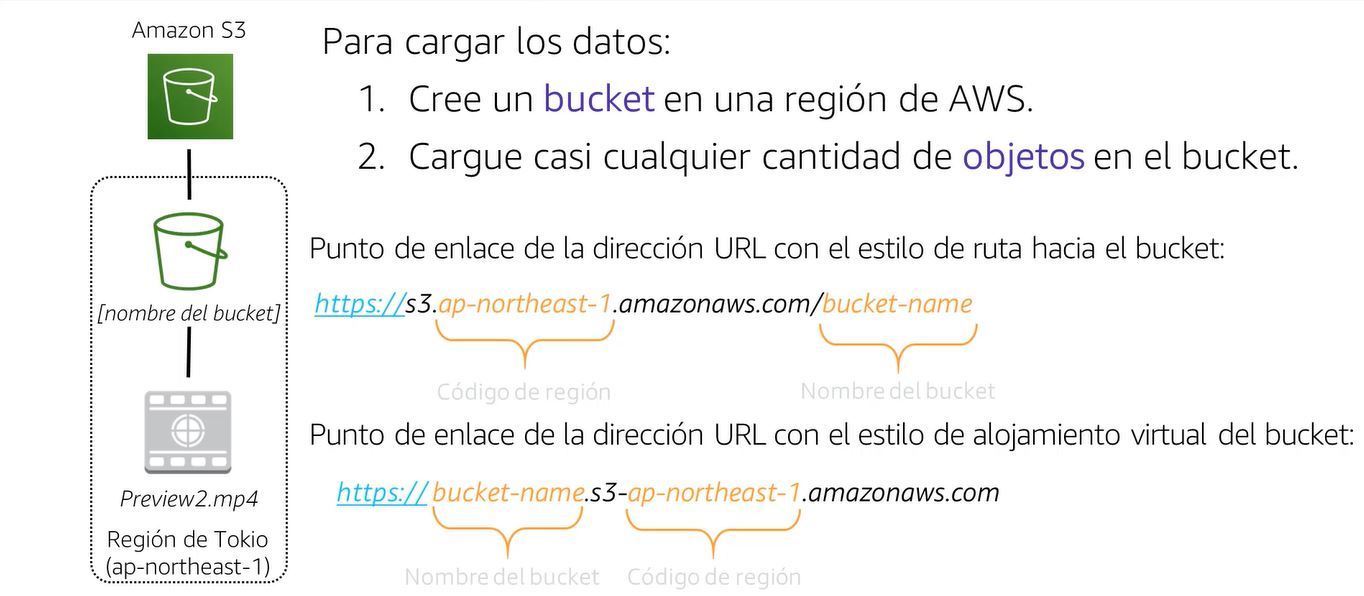 Amazon S3
Para cargar los datos:
1. Cree un bucket en una región de AWS.
2. Cargue casi cualquier cantidad de objetos en el bucket.
[nombre del bucket]
Preview2.mp4
Región de Tokio
(ap-northeast-1)
Punto de enlace de la dirección URL con el estilo de ruta hacia el bucket:
https://s3.ap-northeast-1.amazonaws.com/bucket-name
Código de región
Nombre del bucket
Punto de enlace de la dirección URL con el estilo de alojamiento virtual del bucket:
https:// bucket-name.s3-ap-northeast-1.amazonaws.com
Nombre del bucket
Código de región